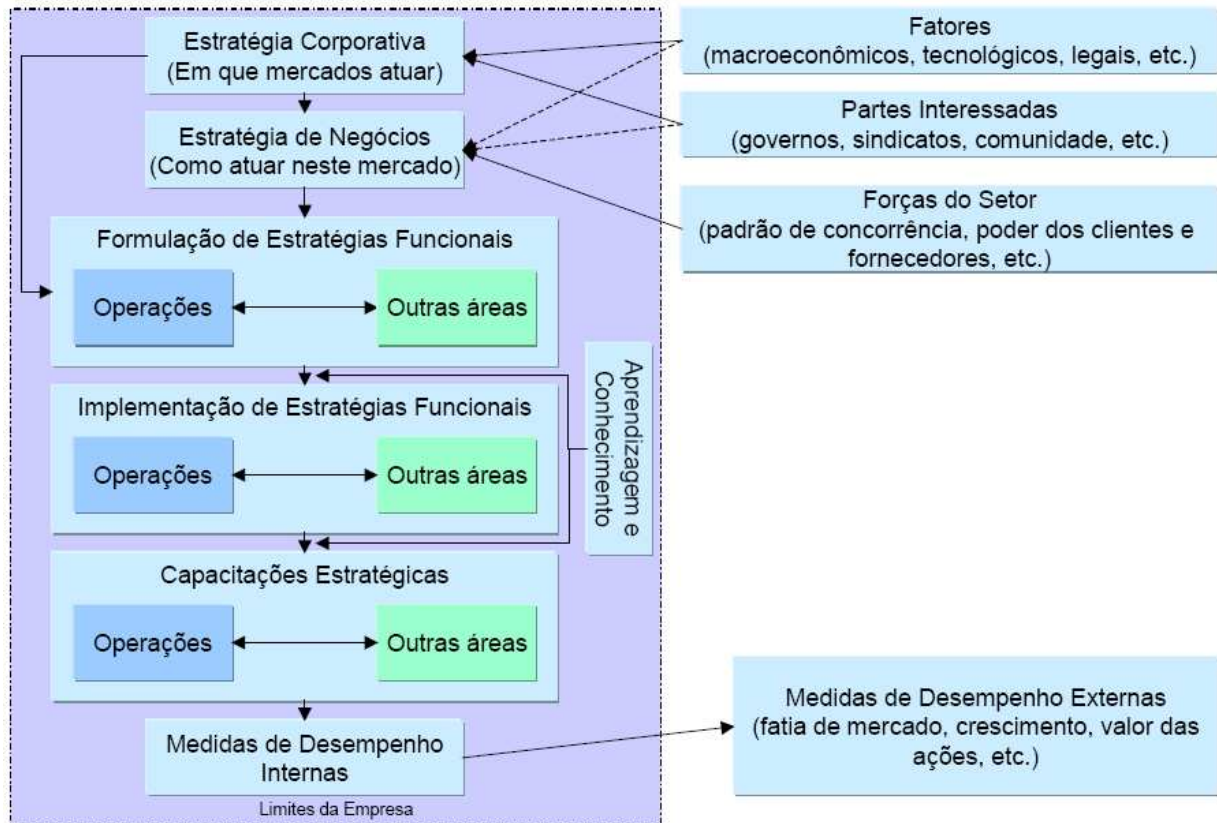 Estratégia Corporativa
(Em que mercados atuar)
Estratégia de Negócios
(Como atuar neste mercado)
Formulação de Estratégias Funcionais
Operações
Outras áreas
Implementação de Estratégias Funcionais
Operações
Outras áreas
Aprendizagem e
Conhecimento
Capacitações Estratégicas
Operações
Outras áreas
Medidas de Desempenho
Internas
Limites da Empresa
Fatores
(macroeconômicos, tecnológicos, legais, etc.)
Partes Interessadas
(governos, sindicatos, comunidade, etc.)
Forças do Setor
(padrão de concorrência, poder dos clientes e
fornecedores, etc.)
Medidas de Desempenho Externas
(fatia de mercado, crescimento, valor das
ações, etc.)